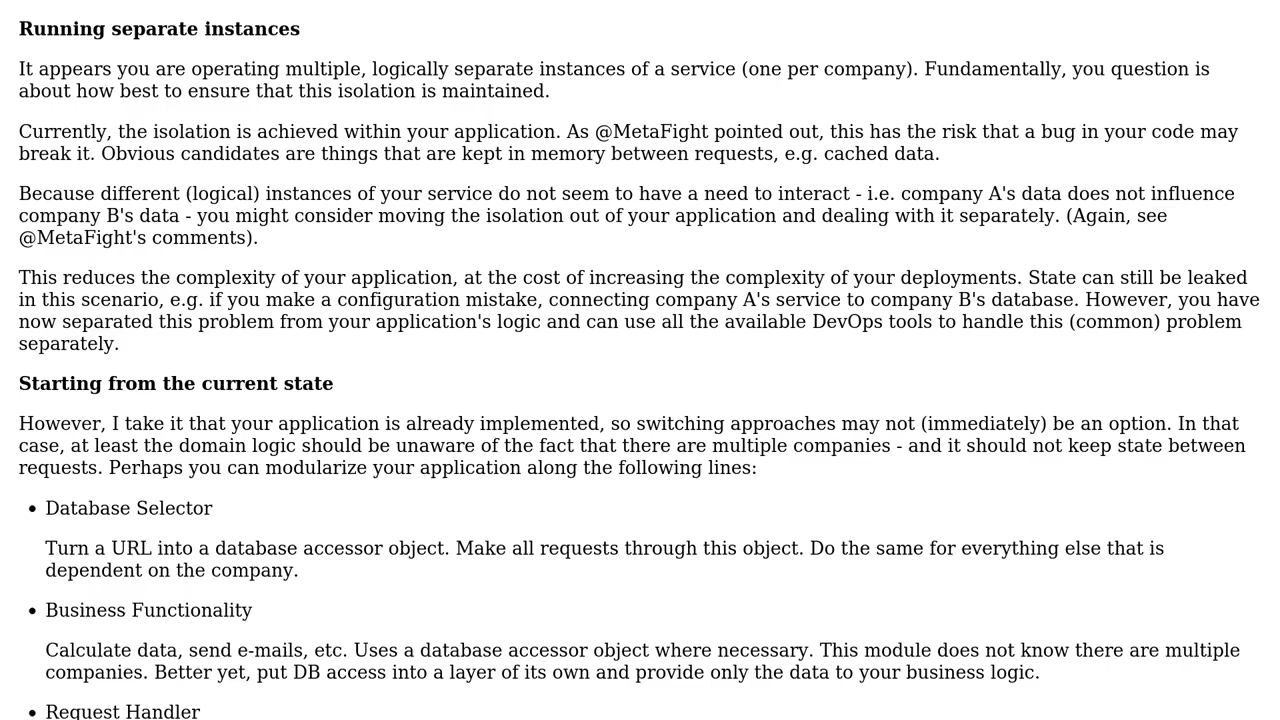 Running separate instances
It appears you are operating multiple, logically separate instances of a service (one per company). Fundamentally, you question is
about how best to ensure that this isolation is maintained.
Currently, the isolation is achieved within your application. As @MetaFight pointed out, this has the risk that a bug in your code may
break it. Obvious candidates are things that are kept in memory between requests, e.g. cached data.
Because different (logical) instances of your service do not seem to have a need to interact - i.e. company A's data does not influence
company B's data - you might consider moving the isolation out of your application and dealing with it separately. (Again, see
@MetaFight's comments).
This reduces the complexity of your application, at the cost of increasing the complexity of your deployments. State can still be leaked
in this scenario, e.g. if you make a configuration mistake, connecting company A's service to company B's database. However, you have
now separated this problem from your application's logic and can use all the available DevOps tools to handle this (common) problem
separately.
Starting from the current state
However, I take it that your application is already implemented, so switching approaches may not (immediately) be an option. In that
case, at least the domain logic should be unaware of the fact that there are multiple companies - and it should not keep state between
requests. Perhaps you can modularize your application along the following lines:
• Database Selector
Turn a URL into a database accessor object. Make all requests through this object. Do the same for everything else that is
dependent on the company.
• Business Functionality
Calculate data, send e-mails, etc. Uses a database accessor object where necessary. This module does not know there are multiple
companies. Better yet, put DB access into a layer of its own and provide only the data to your business logic.
• Request Handler